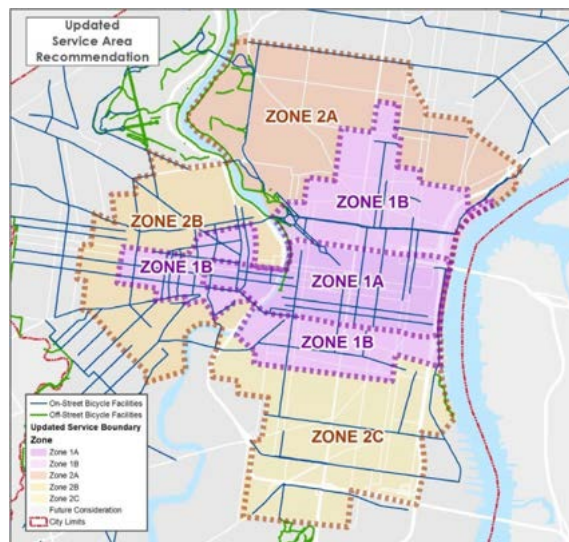 Updated
Service Area
Recommendation
ZONE 2A
ZONE 1B
ZONE 2B
ZONE 1B
ZONE 1A
ZONE 1B
ZONE 2C
On-Street Bicycle Facilities
Off-Street Bicycle Facilities
Updated Service Boundary
Zone
Zone 1A
Zone 1B
Zone 2A
Zone 2B
Zone 2C
Future Consideration
City Limits